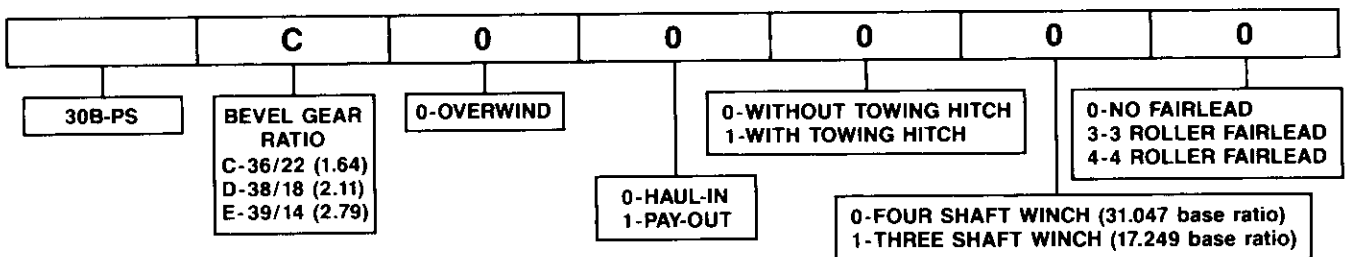 C 0 0 0 0 0
30B-PS
BEVEL GEAR
RATIO
C-36/22 (1.64)
D-38/18 (2.11)
E-39/14 (2.79)
0-OVERWIND
0-HAUL-IN
1-PAY-OUT
0-WITHOUT TOWING HITCH
1-WITH TOWING HITCH
0-FOUR SHAFT WINCH (31.047 base ratio)
1-THREE SHAFT WINCH (17.249 base ratio)
0-NO FAIRLEAD
3-3 ROLLER FAIRLEAD
4-4 ROLLER FAIRLEAD